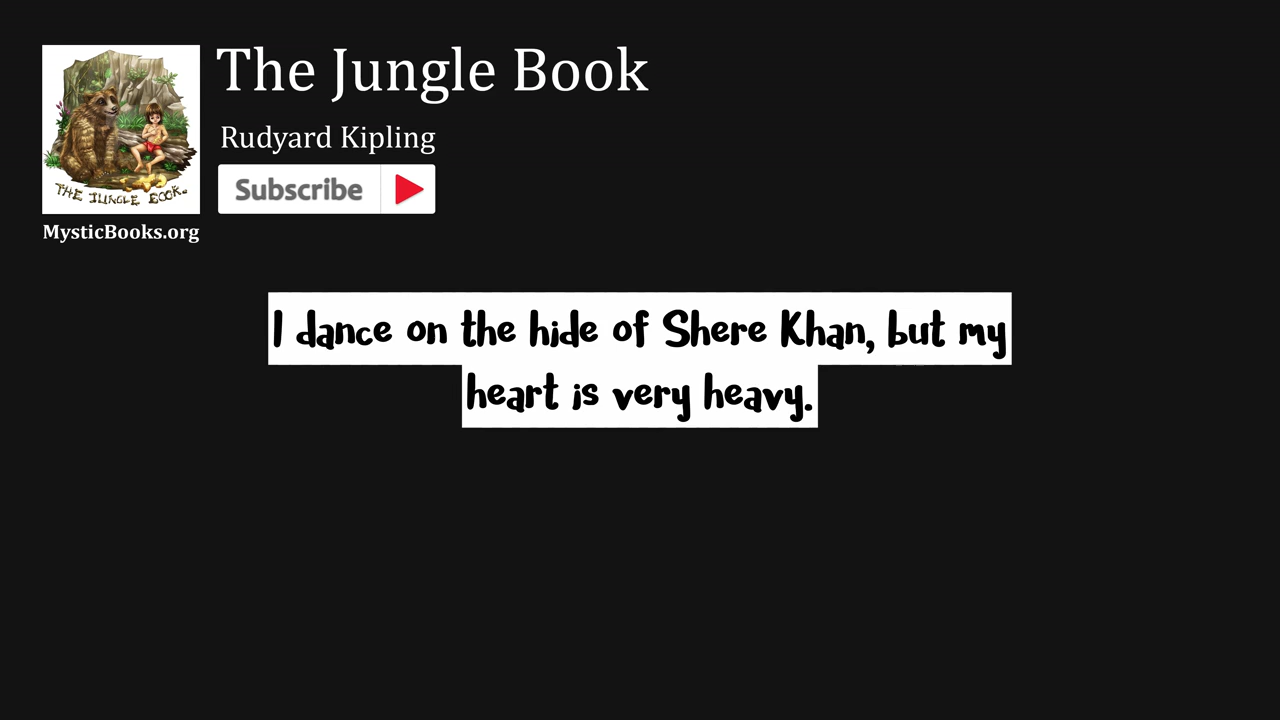 The Jungle Book
Rudyard Kipling
Subscribe
THE JUNGLE BOOK.
MysticBooks.org
I dance on the hide of Shere Khan, but my
heart is very heavy.